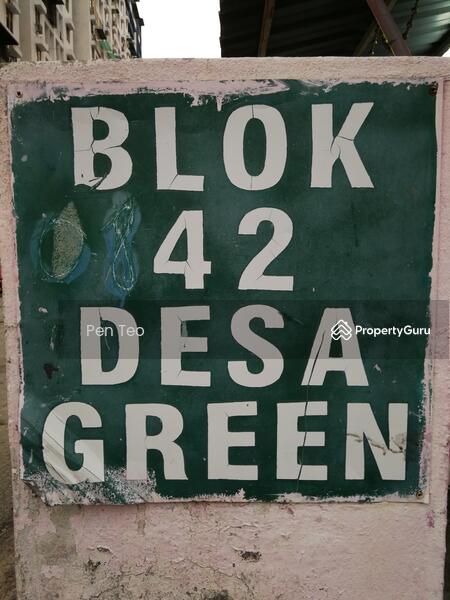 BLOK
42
DESA
GREEN
Pen Teo
PropertyGuru